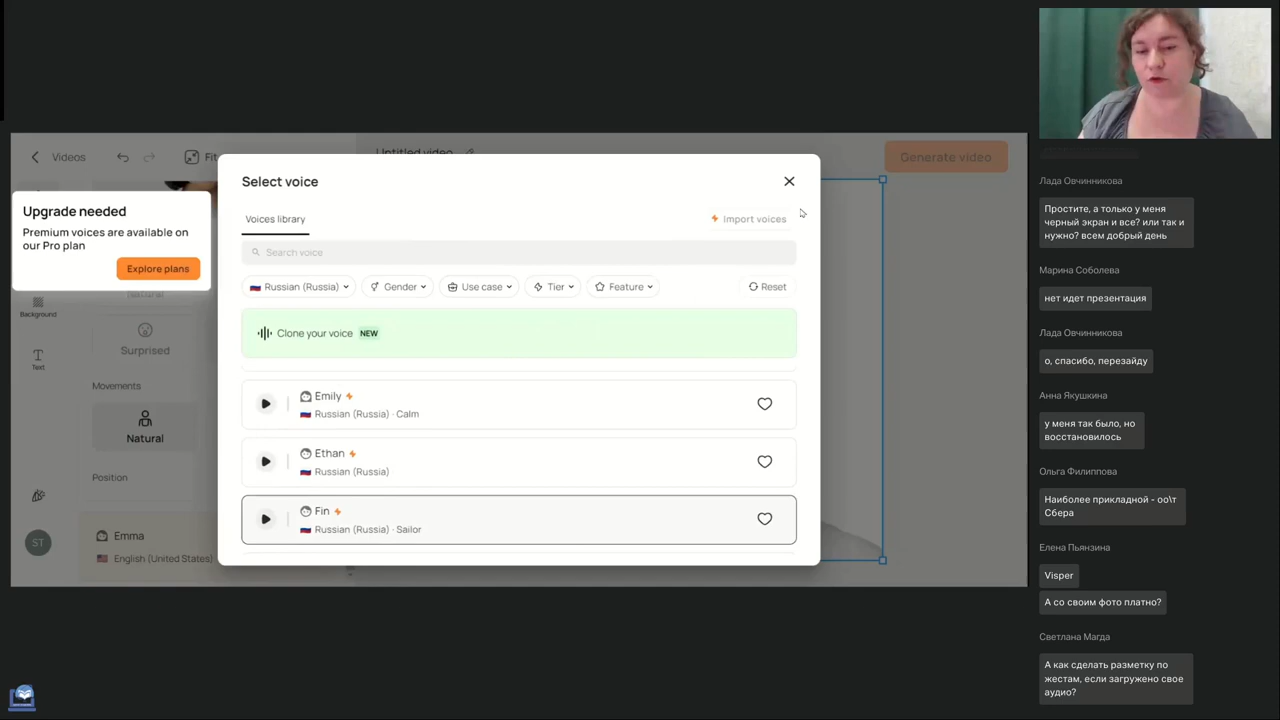 Videos
Fit
Untitled video
Generate video
Upgrade needed
Premium voices are available on
our Pro plan
Explore plans
Background
Text
ST
Natural
Surprised
Movements
Natural
Position
Emma
English (United States)
Select voice
Voices library
Import voices
Search voice
Russian (Russia)
Gender
Use case
Tier
Feature
Reset
Clone your voice NEW
Emily
Russian (Russia) · Calm
Ethan
Russian (Russia)
Fin
Russian (Russia) · Sailor
Лада Овчинникова
Простите, а только у меня
черный экран и все? или так и
нужно? всем добрый день
Марина Соболева
нет идет презентация
Лада Овчинникова
о, спасибо, перезайду
Анна Якушкина
у меня так было, но
восстановилось
Ольга Филиппова
Наиболее прикладной - оо\т
Сбера
Елена Пьянзина
Visper
А со своим фото платно?
Светлана Магда
А как сделать разметку по
жестам, если загружено свое
аудио?